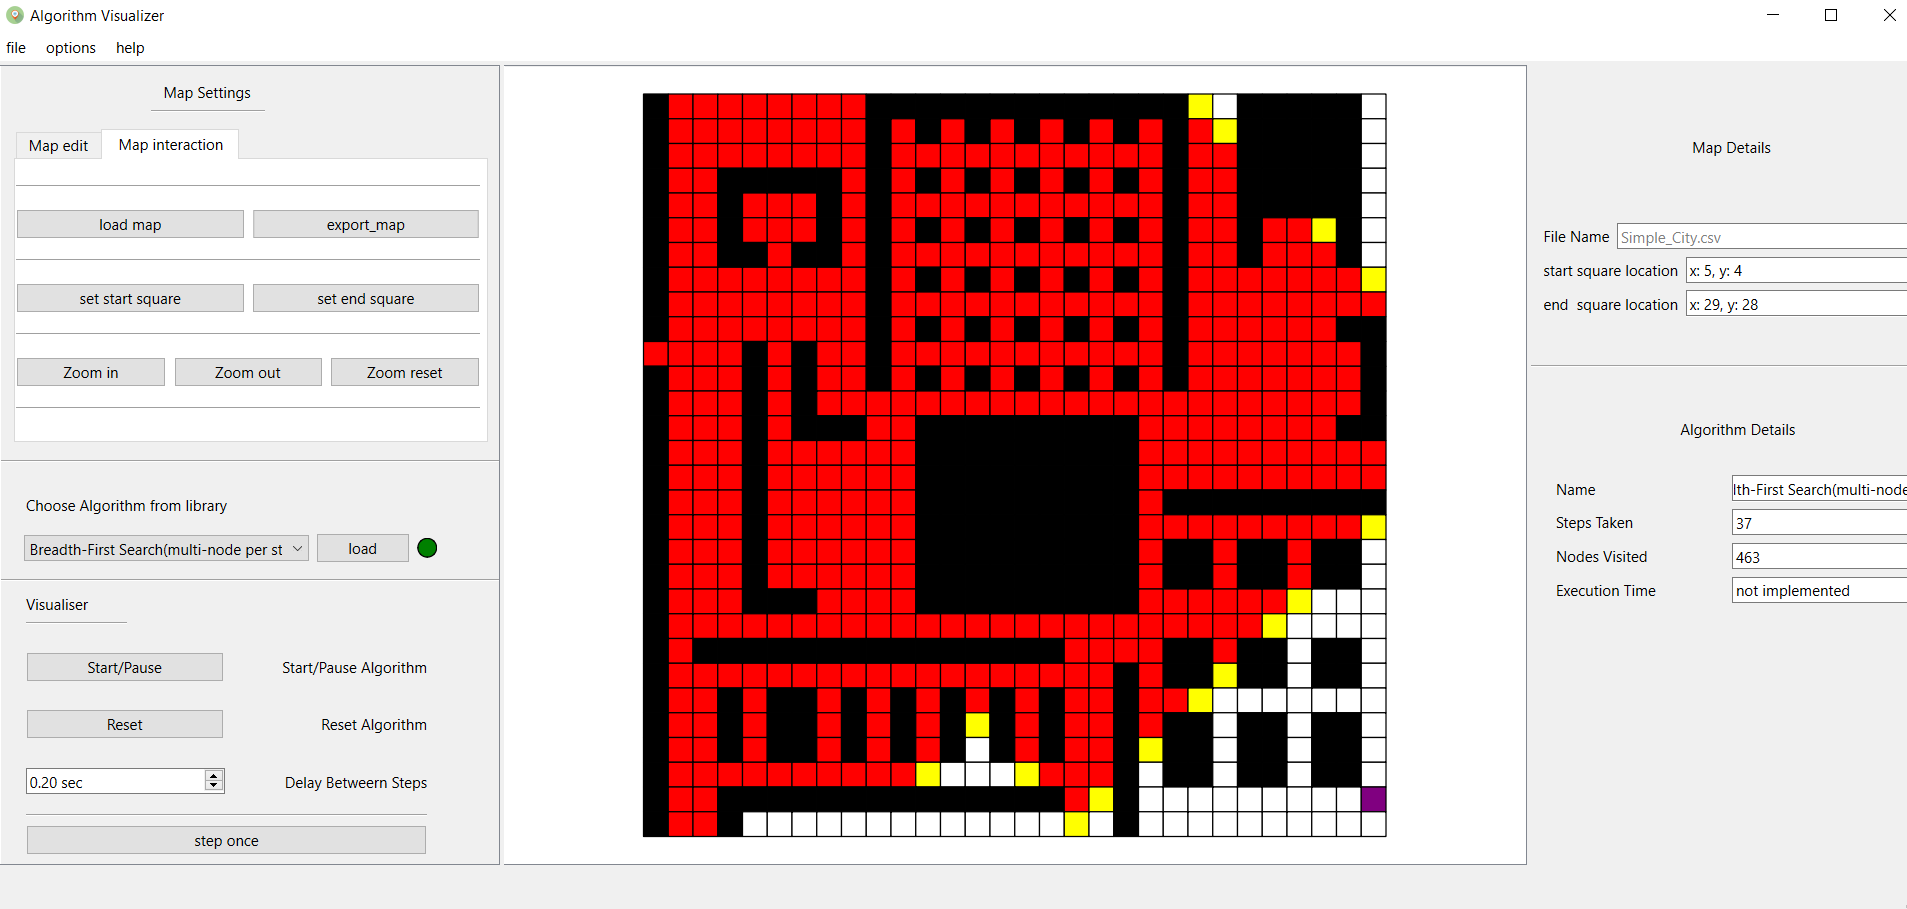 Algorithm Visualizer
file options help
Map Settings
Map edit Map interaction
load map export_map
set start square set end square
Zoom in Zoom out Zoom reset
Choose Algorithm from library
Breadth-First Search(multi-node per st load
Visualiser
Start/Pause Start/Pause Algorithm
Reset Reset Algorithm
0.20 sec Delay Betweern Steps
step once
Map Details
File Name Simple_City.csv
start square location x: 5, y: 4
end square location x: 29, y: 28
Algorithm Details
Name lth-First Search(multi-node
Steps Taken 37
Nodes Visited 463
Execution Time not implemented